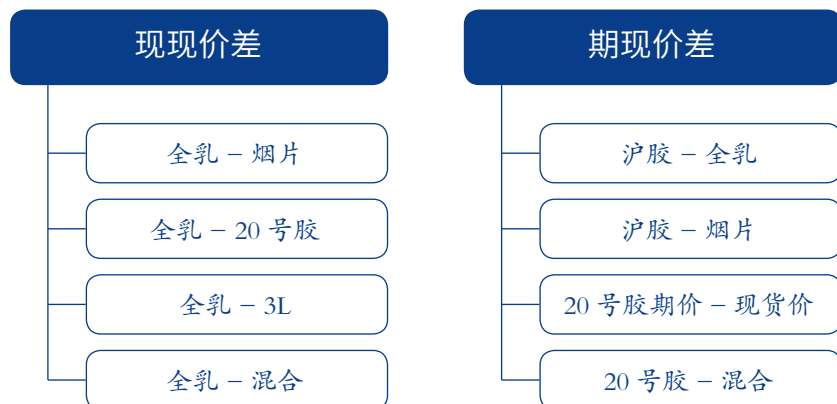 现现价差
全乳 – 烟片
全乳 – 20 号胶
全乳 – 3L
全乳 – 混合
期现价差
沪胶 – 全乳
沪胶 – 烟片
20 号胶期价 – 现货价
20 号胶 – 混合